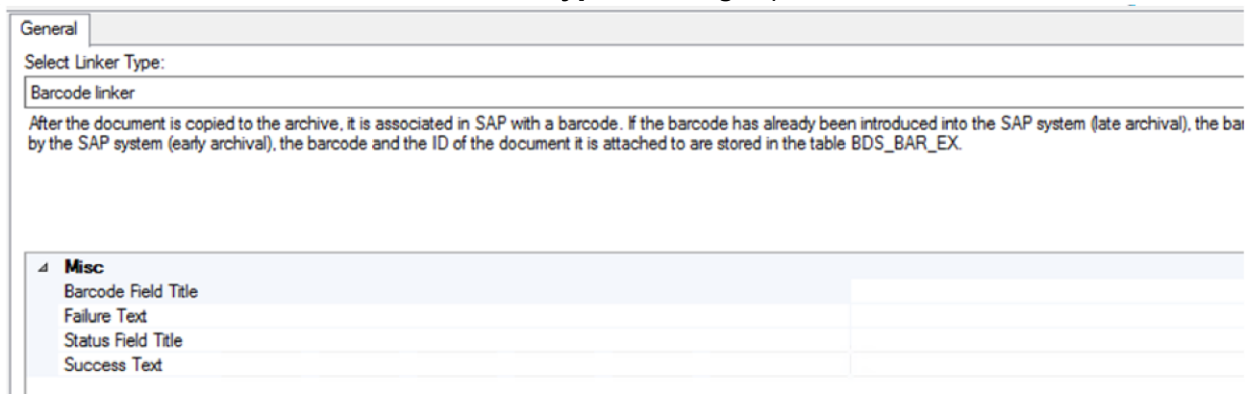 General
Select Linker Type:
Barcode linker
After the document is copied to the archive, it is associated in SAP with a barcode. If the barcode has already been introduced into the SAP system (late archival), the bar
by the SAP system (early archival), the barcode and the ID of the document it is attached to are stored in the table BDS_BAR_EX.
Misc
Barcode Field Title
Failure Text
Status Field Title
Success Text